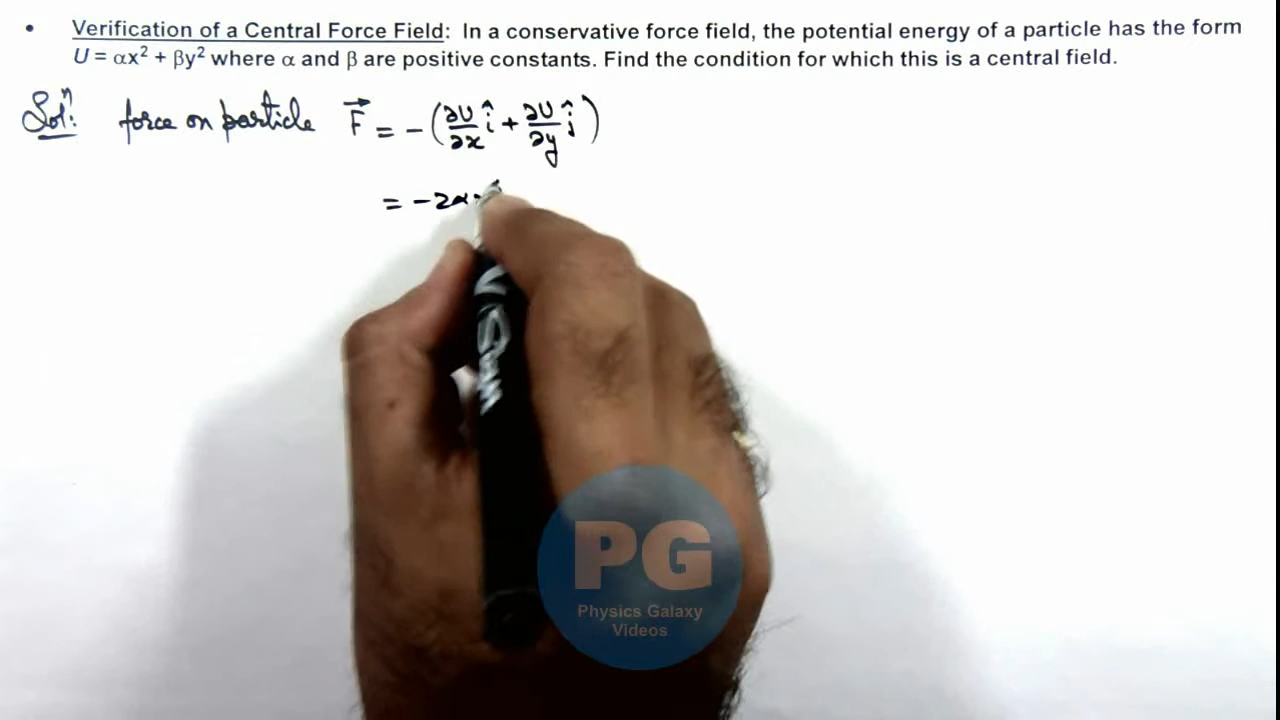 • Verification of a Central Force Field: In a conservative force field, the potential energy of a particle has the form
U = αx² + βy² where α and β are positive constants. Find the condition for which this is a central field.
Solⁿ: force on particle F⃗ = -(∂U/∂x î + ∂U/∂y ĵ)
= -2α
VISION
PG
Physics Galaxy
Videos